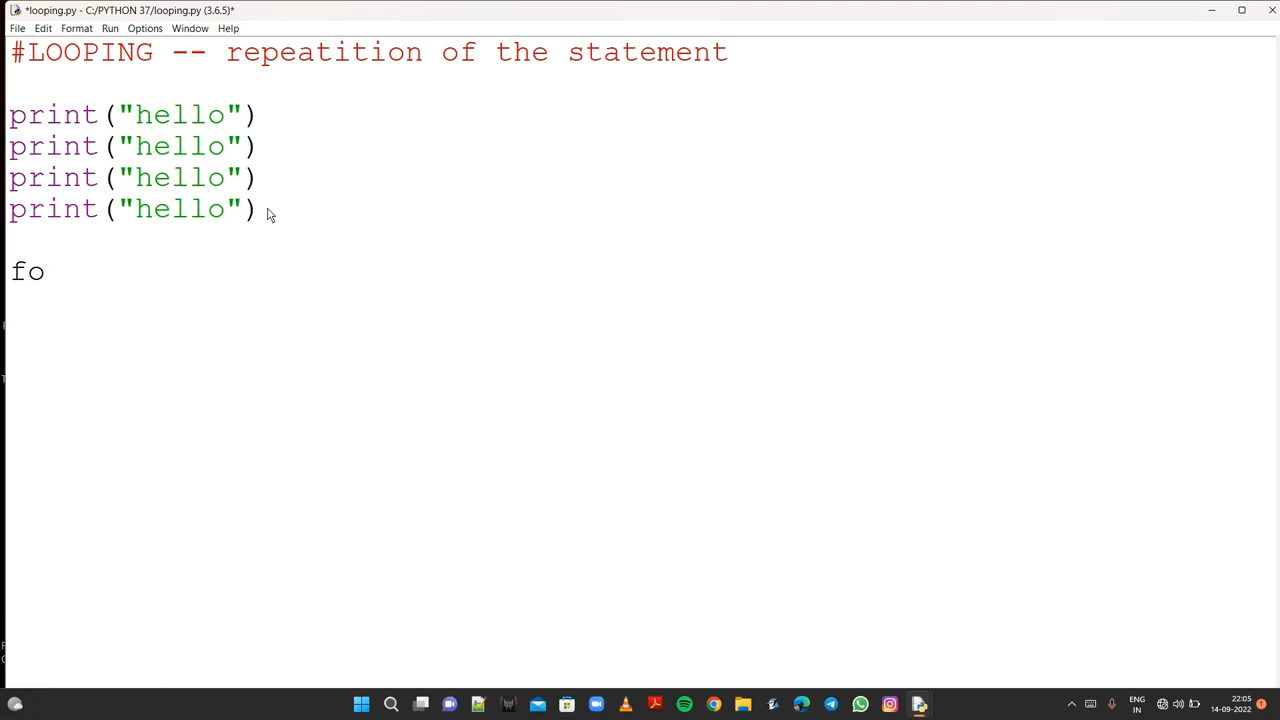 *looping.py - C:/PYTHON 37/looping.py (3.6.5)*
File Edit Format Run Options Window Help
#LOOPING -- repeatition of the statement
print("hello")
print("hello")
print("hello")
print("hello")
fo
ENG
IN
22:05
14-09-2022